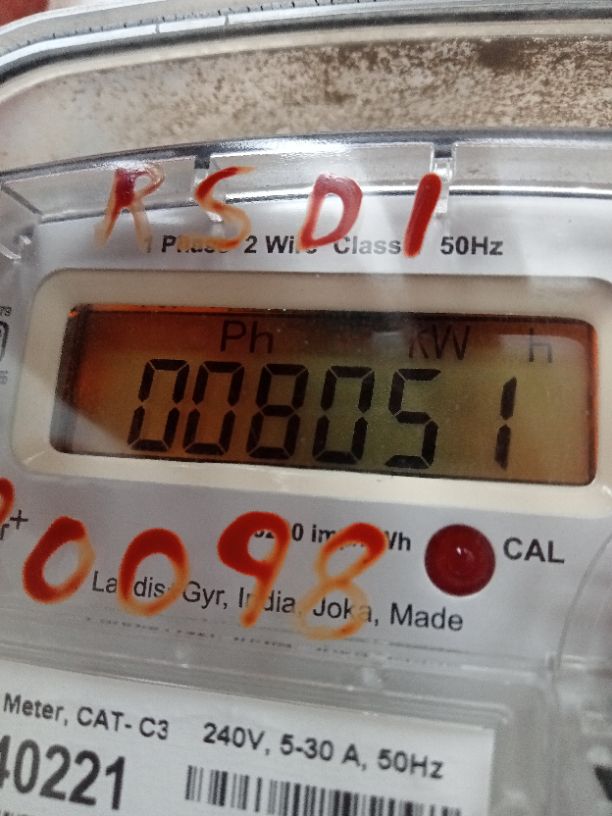 RSD1
1 Phase 2 Wire Class 50Hz
Ph kW h
008051
0098
CAL
Landis+Gyr, India, Joka, Made
Meter, CAT- C3 240V, 5-30 A, 50Hz
40221